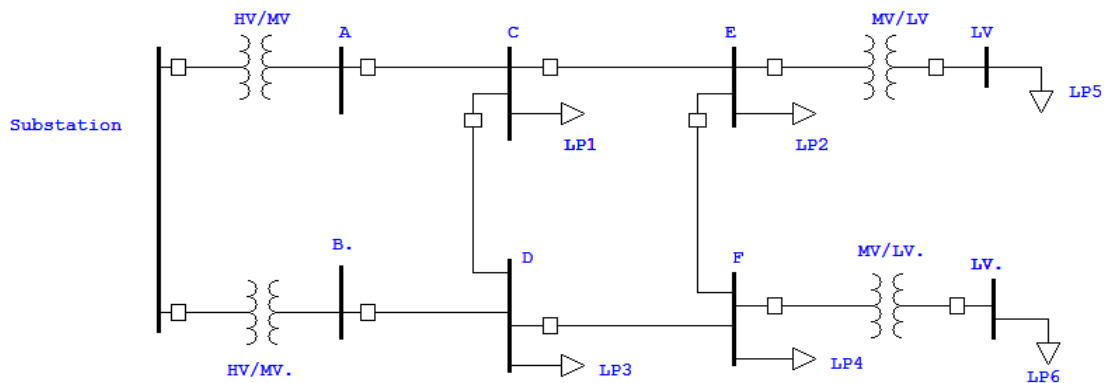 HV/MV
A
C
E
MV/LV
LV
LP5
Substation
LP1
LP2
B.
D
F
MV/LV.
LV.
HV/MV.
LP3
LP4
LP6